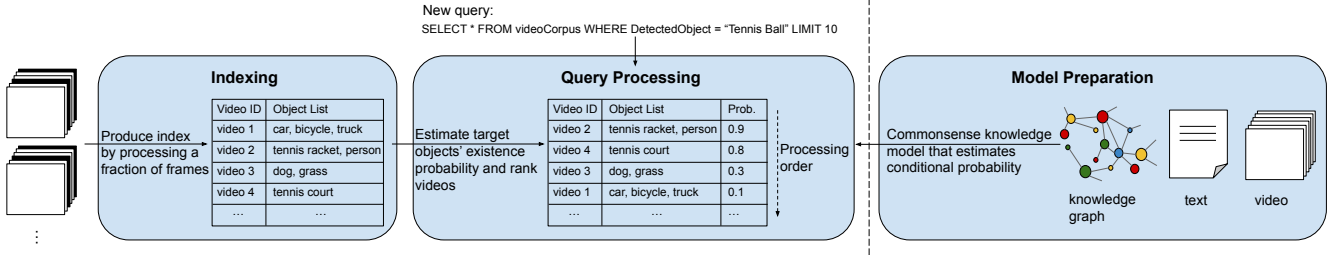 New query:
SELECT * FROM videoCorpus WHERE DetectedObject = “Tennis Ball” LIMIT 10
Indexing
Produce index
by processing a
fraction of frames
Video ID Object List
video 1 car, bicycle, truck
video 2 tennis racket, person
video 3 dog, grass
video 4 tennis court
... ...
⋮
Query Processing
Estimate target
objects’ existence
probability and rank
videos
Video ID Object List Prob.
video 2 tennis racket, person 0.9
video 4 tennis court 0.8
video 3 dog, grass 0.3
video 1 car, bicycle, truck 0.1
... ... ...
Processing
order
Model Preparation
Commonsense knowledge
model that estimates
conditional probability
knowledge
graph
text
video